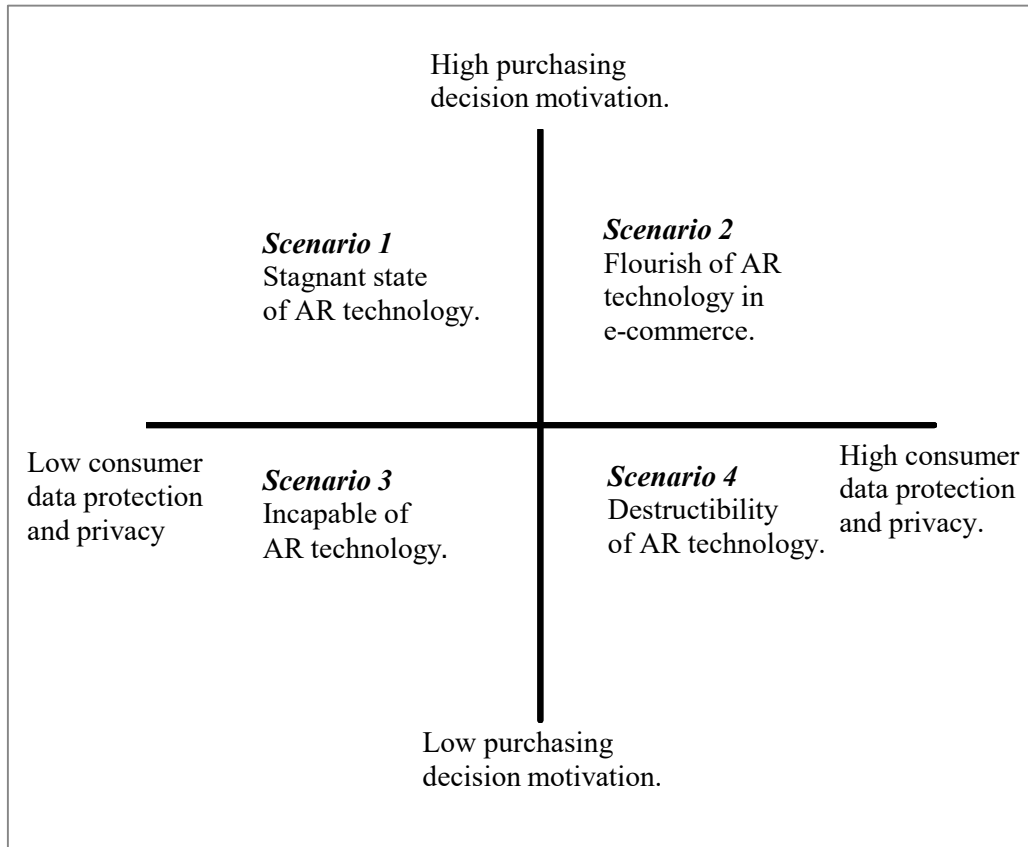 High purchasing
decision motivation.
Scenario 1
Stagnant state
of AR technology.
Scenario 2
Flourish of AR
technology in
e-commerce.
Low consumer
data protection
and privacy
Scenario 3
Incapable of
AR technology.
Scenario 4
Destructibility
of AR technology.
High consumer
data protection
and privacy.
Low purchasing
decision motivation.